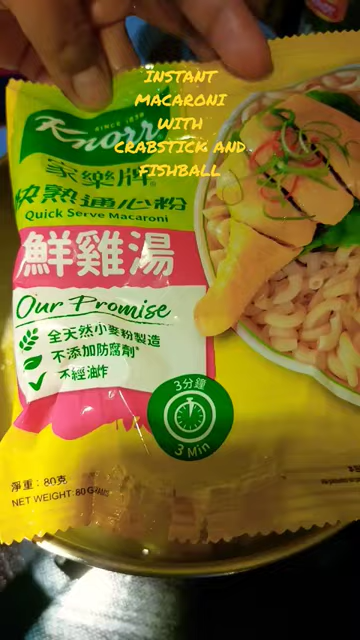 INSTANT
MACARONI
WITH
CRABSTICK AND
FISHBALL
SINCE 1838
Knorr
家樂牌®
快熟通心粉
Quick Serve Macaroni
鮮雞湯
Our Promise
全天然小麥粉製造
不添加防腐劑*
不經油炸
3分鐘
3 Min
淨重：80克
NET WEIGHT: 80 GRAMS